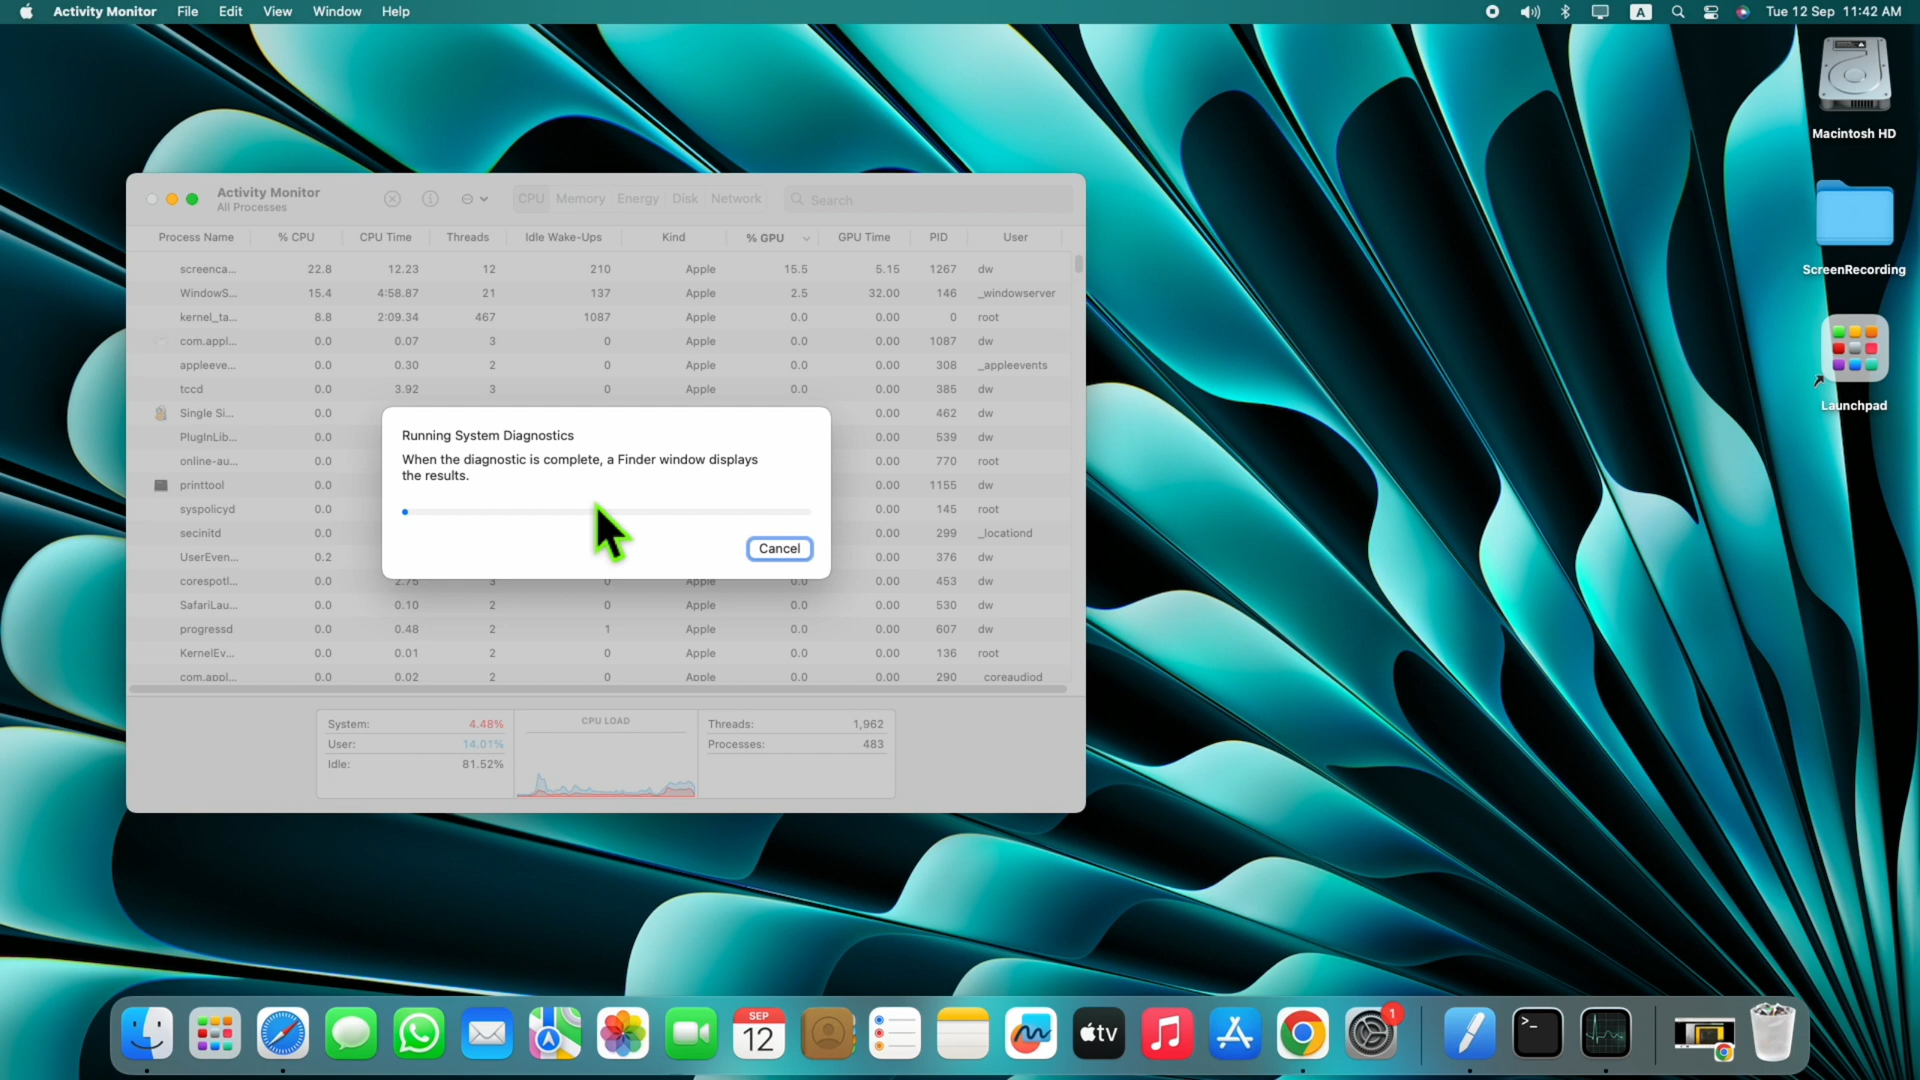 Activity Monitor File Edit View Window Help
A Tue 12 Sep 11:42 AM
Macintosh HD
ScreenRecording
Launchpad
Activity Monitor
All Processes
CPU Memory Energy Disk Network Search
Process Name % CPU CPU Time Threads Idle Wake-Ups Kind % GPU GPU Time PID User
screenca... 22.8 12.23 12 210 Apple 15.5 5.15 1267 dw
WindowS... 15.4 4:58.87 21 137 Apple 2.5 32.00 146 _windowserver
kernel_ta... 8.8 2:09.34 467 1087 Apple 0.0 0.00 0 root
com.appl... 0.0 0.07 3 0 Apple 0.0 0.00 1087 dw
appleeve... 0.0 0.30 2 0 Apple 0.0 0.00 308 _appleevents
tccd 0.0 3.92 3 0 Apple 0.0 0.00 385 dw
Single Si... 0.0 0.00 462 dw
PlugInLib... 0.0 0.00 539 dw
online-au... 0.0 0.00 770 root
printtool 0.0 0.00 1155 dw
syspolicyd 0.0 0.00 145 root
secinitd 0.0 0.00 299 _locationd
UserEven... 0.2 0.00 376 dw
corespotl... 0.0 2.75 3 0 Apple 0.0 0.00 453 dw
SafariLau... 0.0 0.10 2 0 Apple 0.0 0.00 530 dw
progressd 0.0 0.48 2 1 Apple 0.0 0.00 607 dw
KernelEv... 0.0 0.01 2 0 Apple 0.0 0.00 136 root
com.appl... 0.0 0.02 2 0 Apple 0.0 0.00 290 coreaudiod
Running System Diagnostics
When the diagnostic is complete, a Finder window displays
the results.
Cancel
System: 4.48%
User: 14.01%
Idle: 81.52%
CPU LOAD
Threads: 1,962
Processes: 483
SEP
12
tv
1
>_